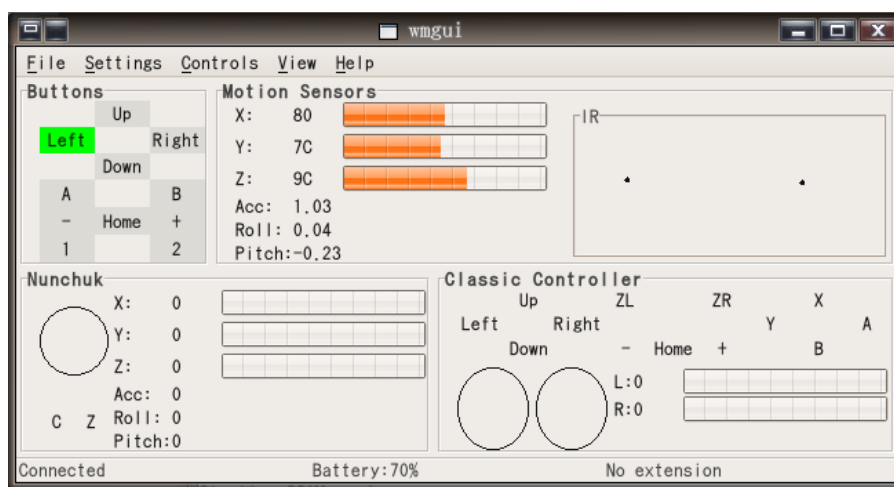 wmgui
File Settings Controls View Help
Buttons
Up
Left Right
Down
A B
- Home +
1 2
Motion Sensors
X: 80
Y: 7C
Z: 9C
Acc: 1.03
Roll: 0.04
Pitch:-0.23
IR
Nunchuk
X: 0
Y: 0
Z: 0
Acc: 0
C Z Roll: 0
Pitch:0
Classic Controller
Up ZL ZR X
Left Right Y A
Down - Home + B
L:0
R:0
Connected Battery:70% No extension